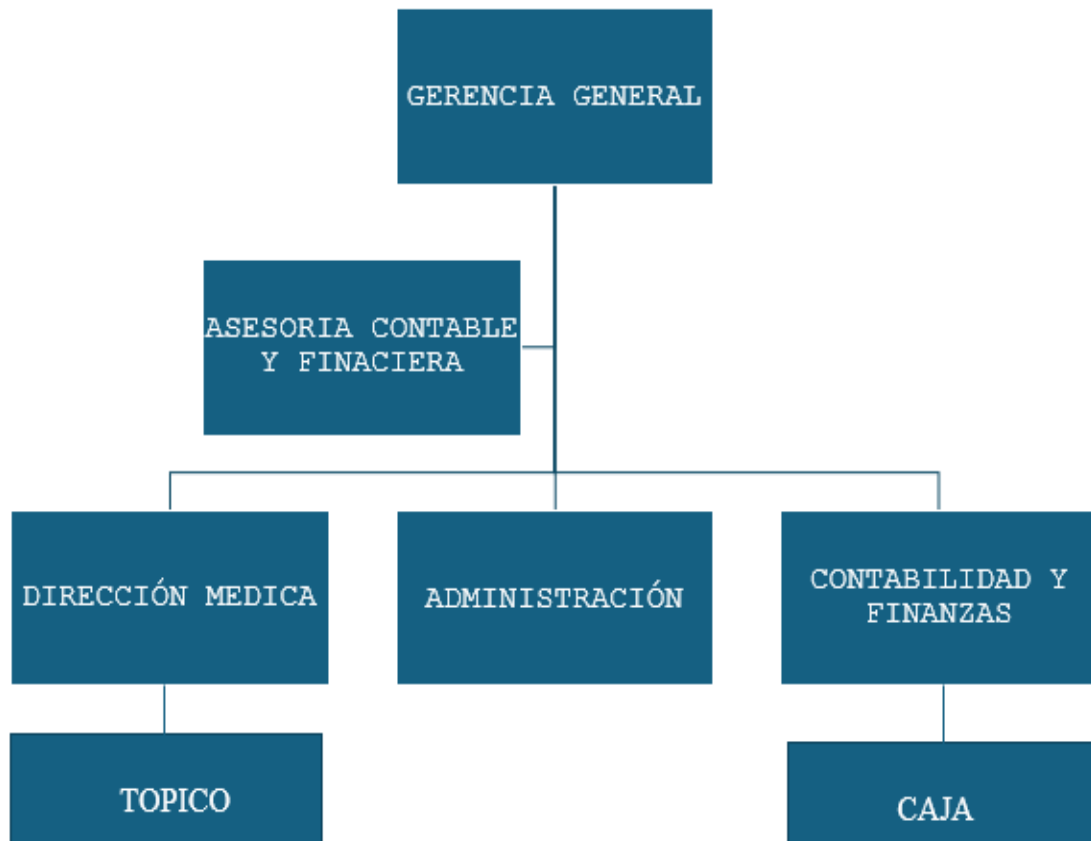 GERENCIA GENERAL
ASESORIA CONTABLE
Y FINACIERA
DIRECCIÓN MEDICA
ADMINISTRACIÓN
CONTABILIDAD Y
FINANZAS
TOPICO
CAJA